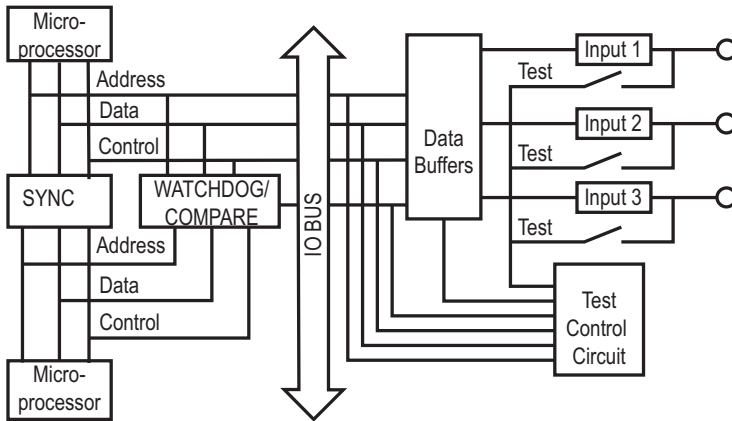 Micro-
processor
Address
Data
Control
SYNC
WATCHDOG/
COMPARE
Address
Data
Control
Micro-
processor
IO BUS
Data
Buffers
Input 1
Test
Input 2
Test
Input 3
Test
Test
Control
Circuit